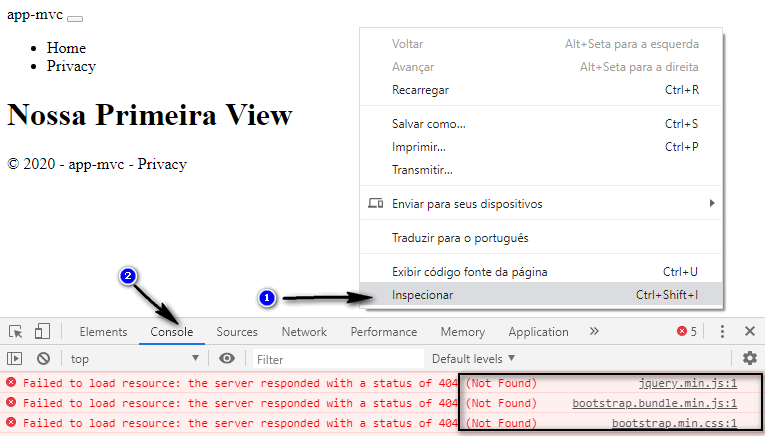 app-mvc
Home
Privacy
Nossa Primeira View
© 2020 - app-mvc - Privacy
Voltar Alt+Seta para a esquerda
Avançar Alt+Seta para a direita
Recarregar Ctrl+R
Salvar como... Ctrl+S
Imprimir... Ctrl+P
Transmitir...
Enviar para seus dispositivos
Traduzir para o português
Exibir código fonte da página Ctrl+U
Inspecionar Ctrl+Shift+I
1
2
Elements Console Sources Network Performance Memory Application » 5
top Filter Default levels
Failed to load resource: the server responded with a status of 404 (Not Found) jquery.min.js:1
Failed to load resource: the server responded with a status of 404 (Not Found) bootstrap.bundle.min.js:1
Failed to load resource: the server responded with a status of 404 (Not Found) bootstrap.min.css:1